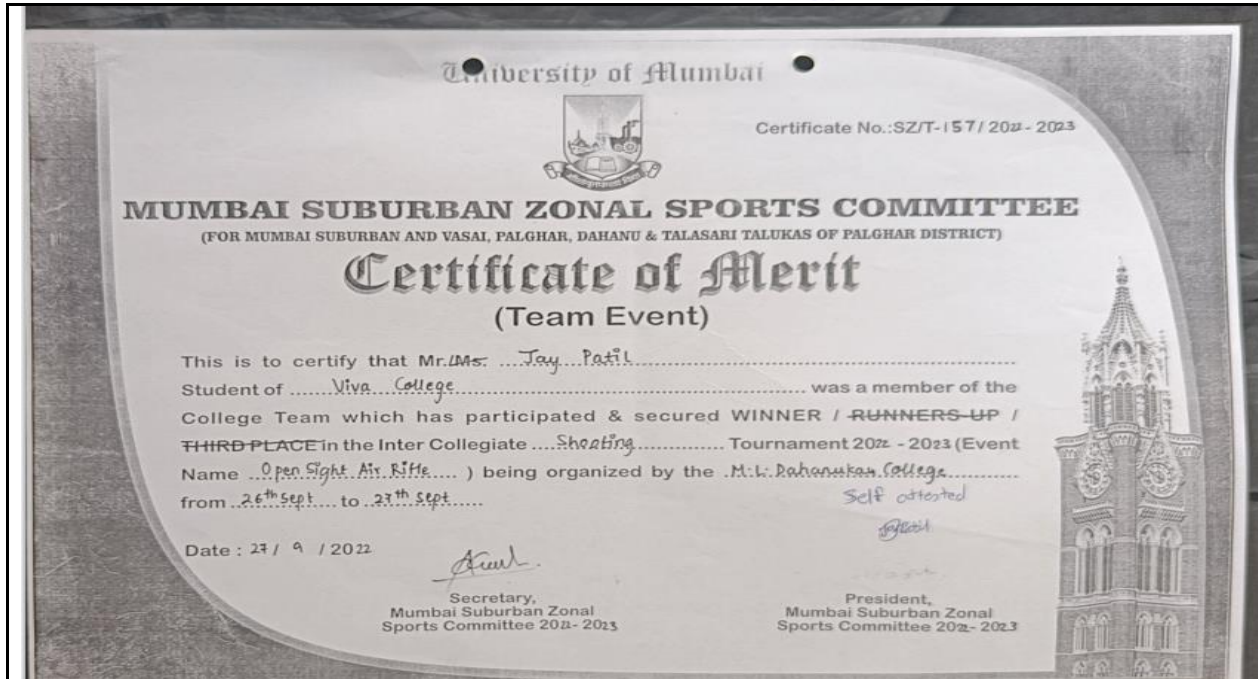 University of Mumbai
Certificate No.:SZ/T-157/2022-2023
MUMBAI SUBURBAN ZONAL SPORTS COMMITTEE
(FOR MUMBAI SUBURBAN AND VASAI, PALGHAR, DAHANU & TALASARI TALUKAS OF PALGHAR DISTRICT)
Certificate of Merit
(Team Event)
This is to certify that Mr./Ms. Jay Patil
Student of Viva College was a member of the
College Team which has participated & secured WINNER / RUNNERS-UP /
THIRD PLACE in the Inter Collegiate Shooting Tournament 2022-2023 (Event
Name Open Sight Air Rifle ) being organized by the M.L. Dahanukar College
from 26th Sept to 27th Sept
Self attested
Date : 27/ 9 / 2022
Secretary,
Mumbai Suburban Zonal
Sports Committee 2022-2023
President,
Mumbai Suburban Zonal
Sports Committee 2022-2023